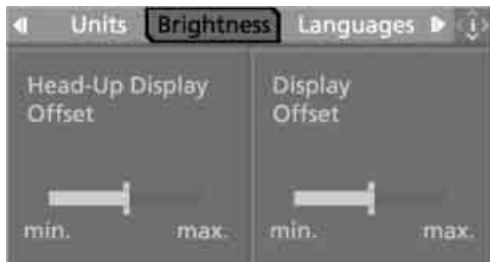 Units Brightness Languages i
Head-Up Display Display
Offset Offset
min. max. min. max.